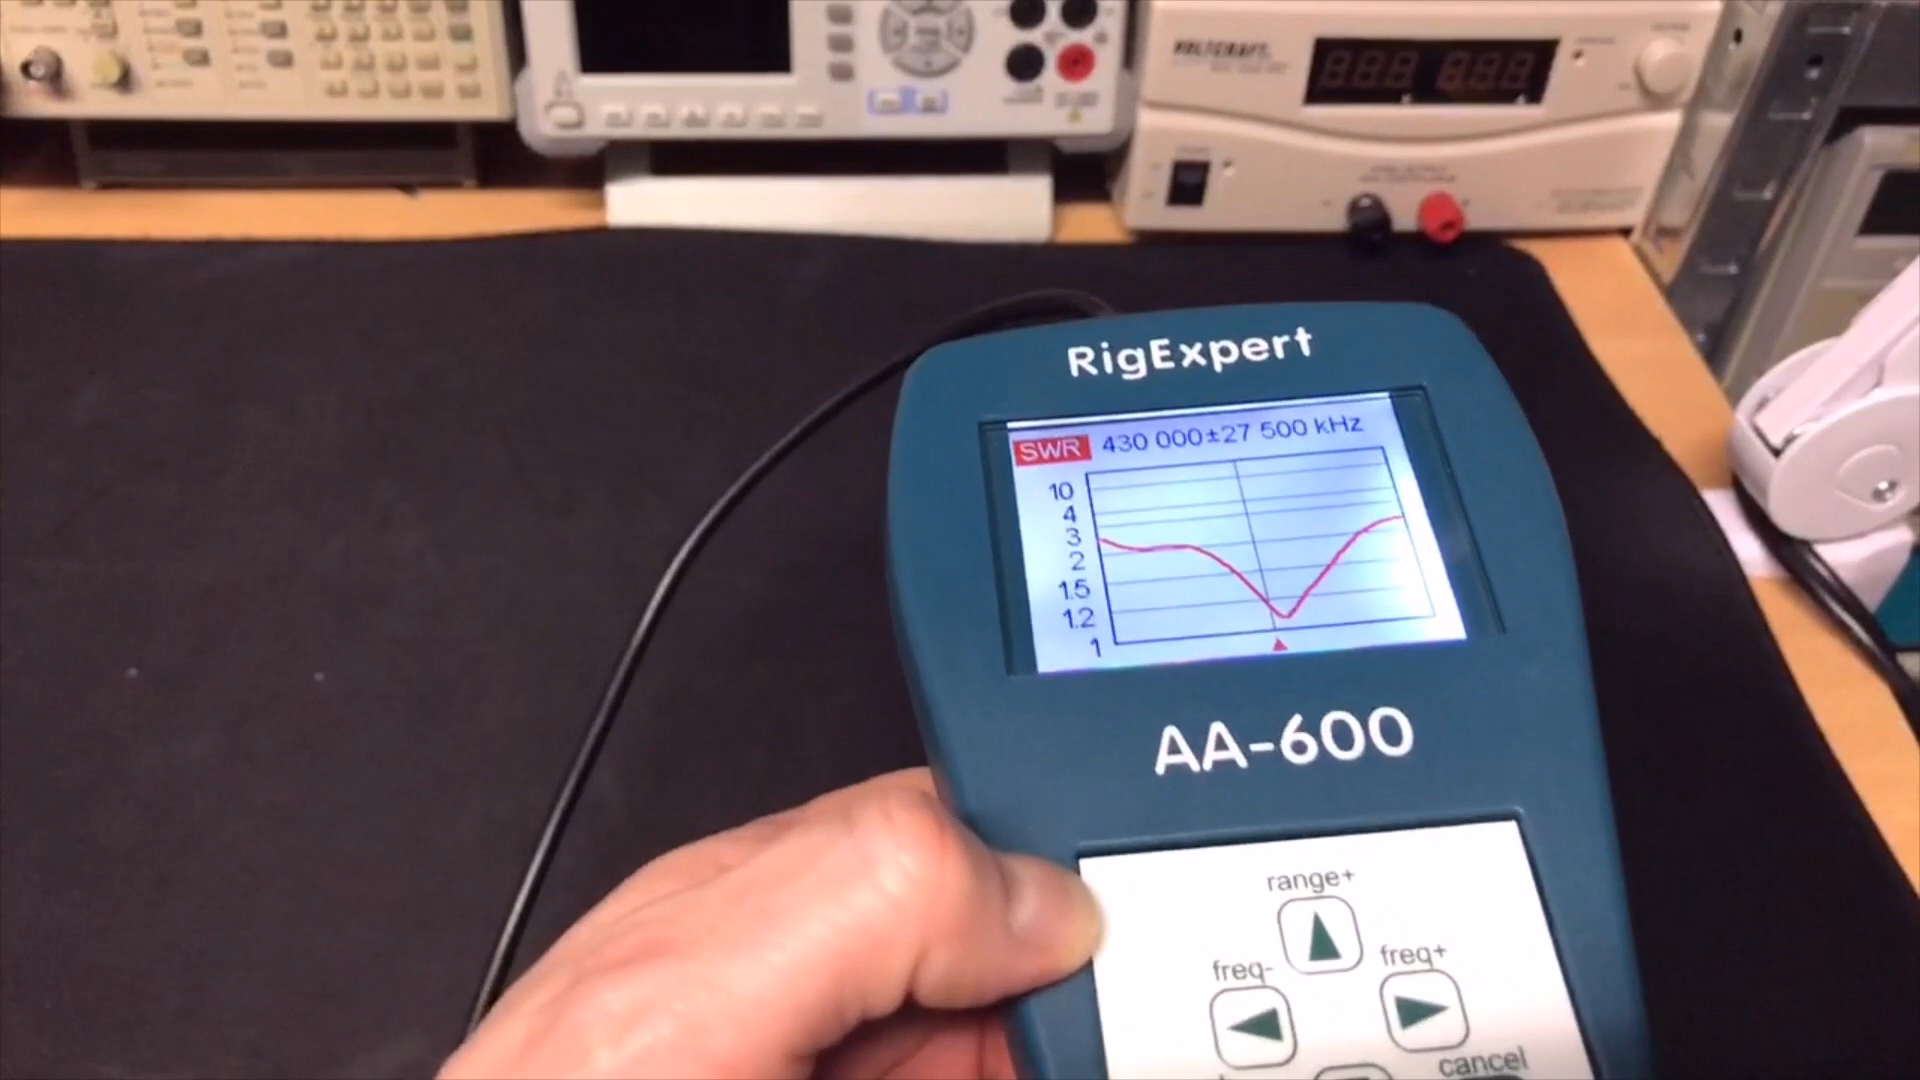 VOLTCRAFT
RigExpert
SWR 430 000±27 500 kHz
10
4
3
2
1.5
1.2
1
AA-600
range+
freq- freq+
cancel